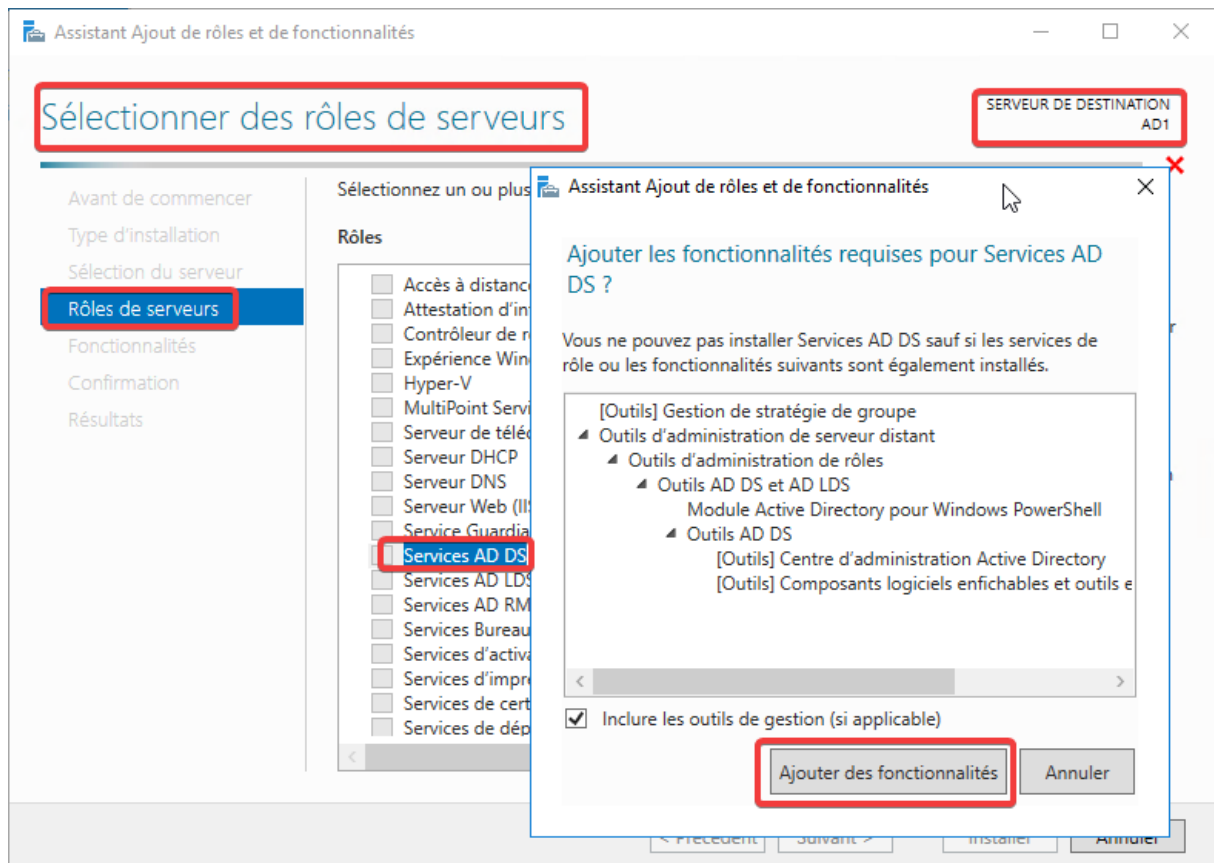 Assistant Ajout de rôles et de fonctionnalités
Sélectionner des rôles de serveurs
SERVEUR DE DESTINATION
AD1
Avant de commencer
Type d'installation
Sélection du serveur
Rôles de serveurs
Fonctionnalités
Confirmation
Résultats
Sélectionnez un ou plus
Rôles
Accès à distanc
Attestation d'in
Contrôleur de r
Expérience Win
Hyper-V
MultiPoint Servi
Serveur de téléc
Serveur DHCP
Serveur DNS
Serveur Web (II
Service Guardia
Services AD DS
Services AD LDS
Services AD RM
Services Bureau
Services d'activa
Services d'impre
Services de cert
Services de dép
Assistant Ajout de rôles et de fonctionnalités
Ajouter les fonctionnalités requises pour Services AD
DS ?
Vous ne pouvez pas installer Services AD DS sauf si les services de
rôle ou les fonctionnalités suivants sont également installés.
[Outils] Gestion de stratégie de groupe
Outils d'administration de serveur distant
Outils d'administration de rôles
Outils AD DS et AD LDS
Module Active Directory pour Windows PowerShell
Outils AD DS
[Outils] Centre d'administration Active Directory
[Outils] Composants logiciels enfichables et outils e
Inclure les outils de gestion (si applicable)
Ajouter des fonctionnalités Annuler
< Précédent Suivant > Installer Annuler